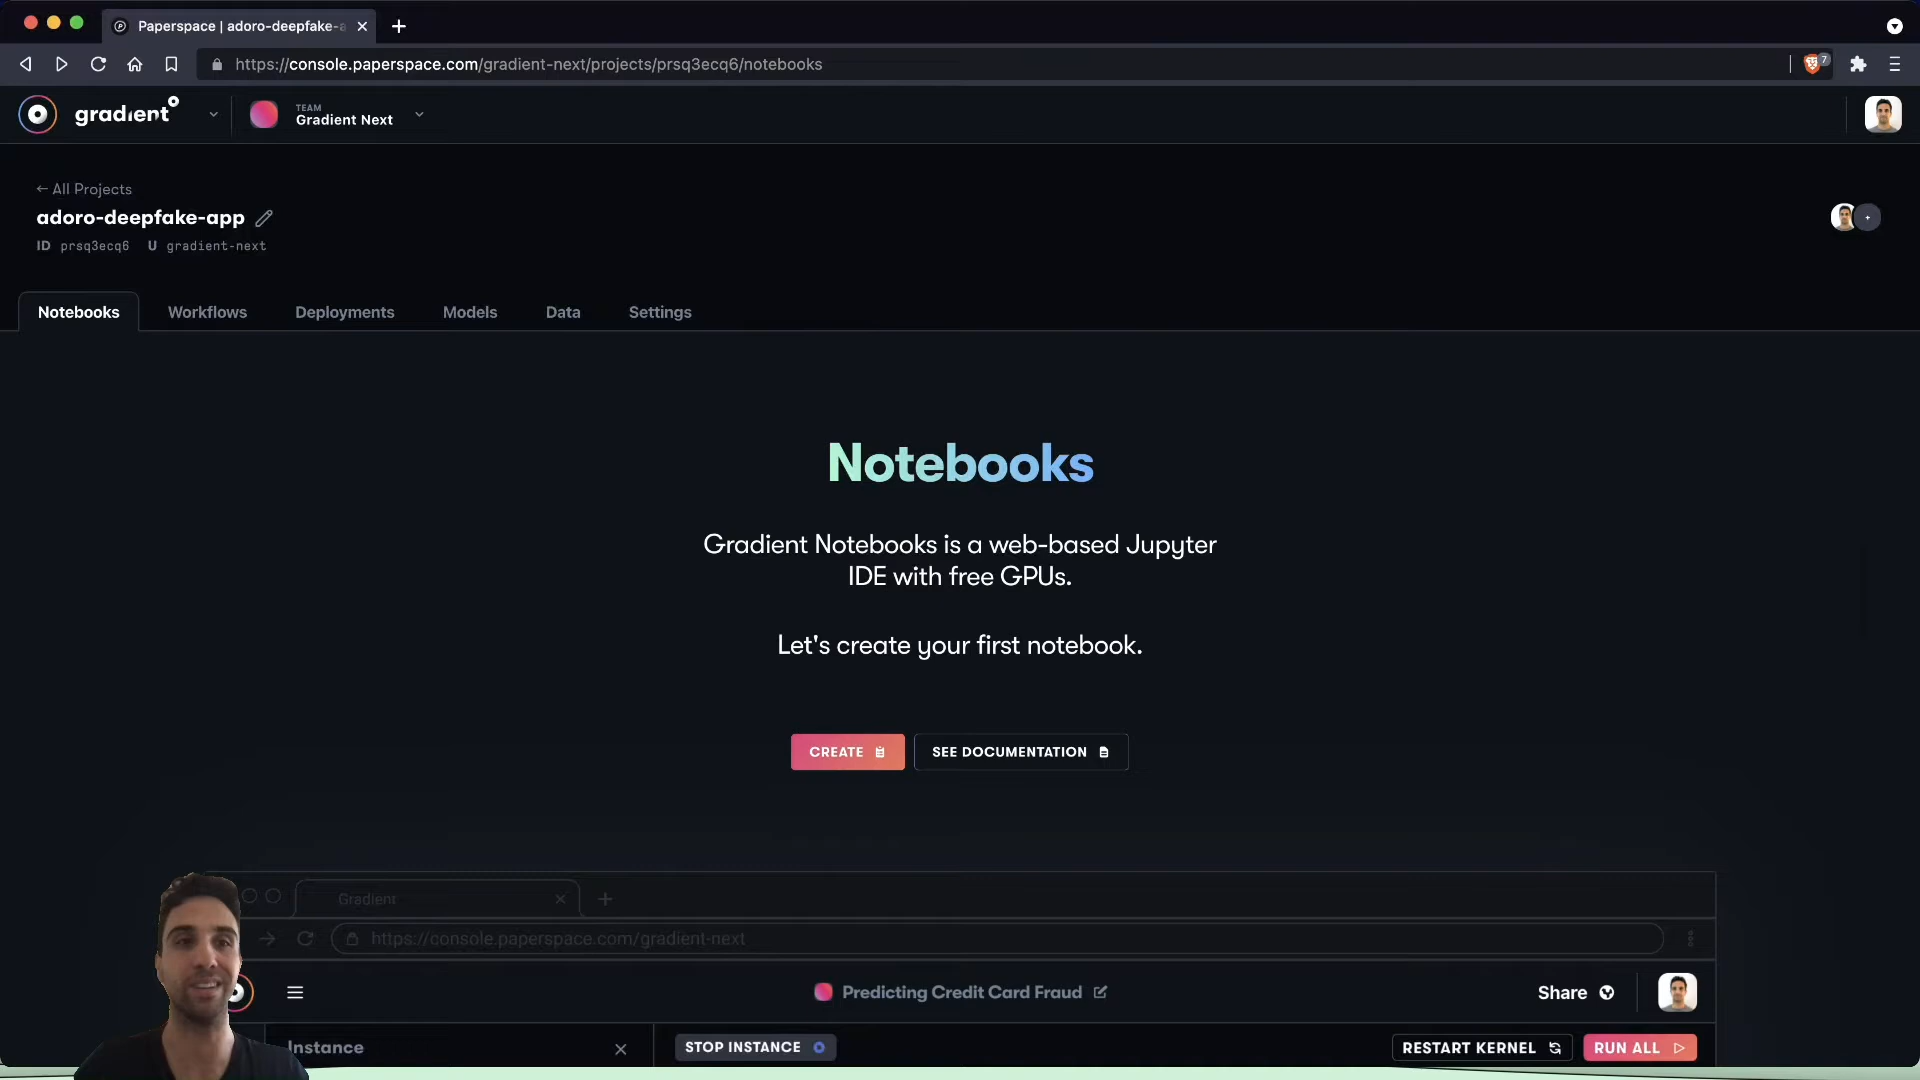 Paperspace | adoro-deepfake-a
https://console.paperspace.com/gradient-next/projects/prsq3ecq6/notebooks
7
gradient
TEAM
Gradient Next
← All Projects
adoro-deepfake-app
ID prsq3ecq6 U gradient-next
Notebooks
Workflows
Deployments
Models
Data
Settings
Notebooks
Gradient Notebooks is a web-based Jupyter
IDE with free GPUs.
Let's create your first notebook.
CREATE
SEE DOCUMENTATION
Gradient
https://console.paperspace.com/gradient-next
Predicting Credit Card Fraud
Share
Instance
STOP INSTANCE
RESTART KERNEL
RUN ALL